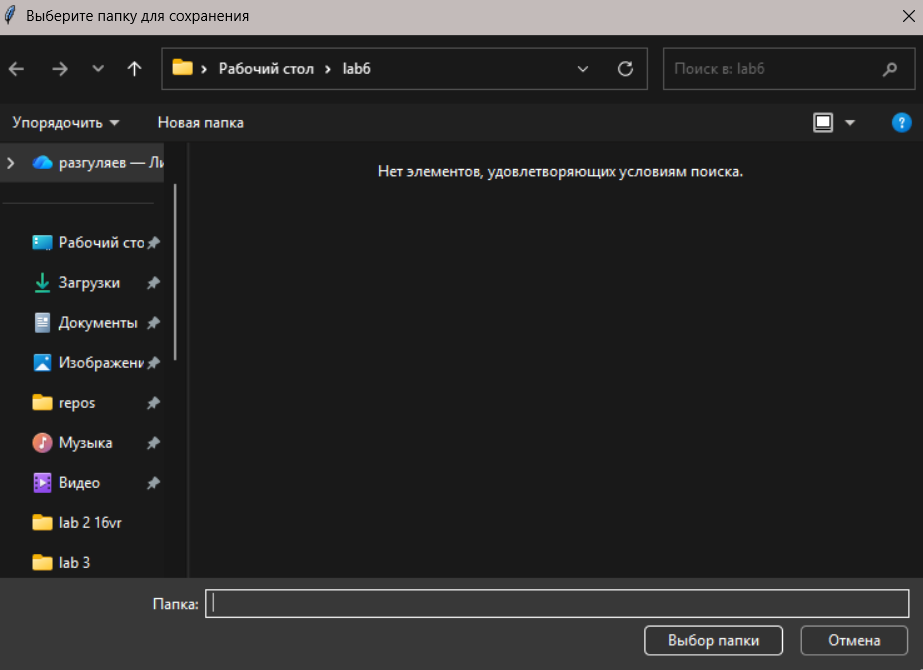 Выберите папку для сохранения
Рабочий стол
lab6
Поиск в: lab6
Упорядочить
Новая папка
разгуляев — Ли
Нет элементов, удовлетворяющих условиям поиска.
Рабочий сто
Загрузки
Документы
Изображени
repos
Музыка
Видео
lab 2 16vr
lab 3
Папка:
Выбор папки
Отмена